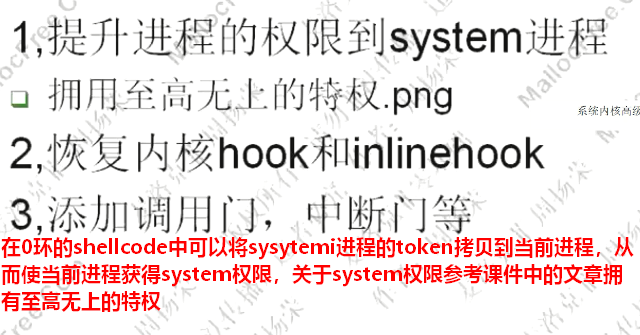 1,提升进程的权限到system进程
拥用至高无上的特权.png
系统内核高级
2,恢复内核hook和inlinehook
3,添加调用门，中断门等
在0环的shellcode中可以将sysytemi进程的token拷贝到当前进程，从
而使当前进程获得system权限，关于system权限参考课件中的文章拥
有至高无上的特权